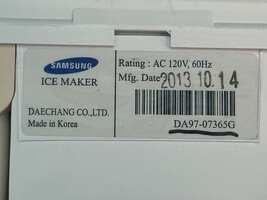 SAMSUNG
ICE MAKER
DAECHANG CO.,LTD.
Made in Korea
Rating : AC 120V, 60Hz
Mfg. Date 2013 10.14
DA97-07365G